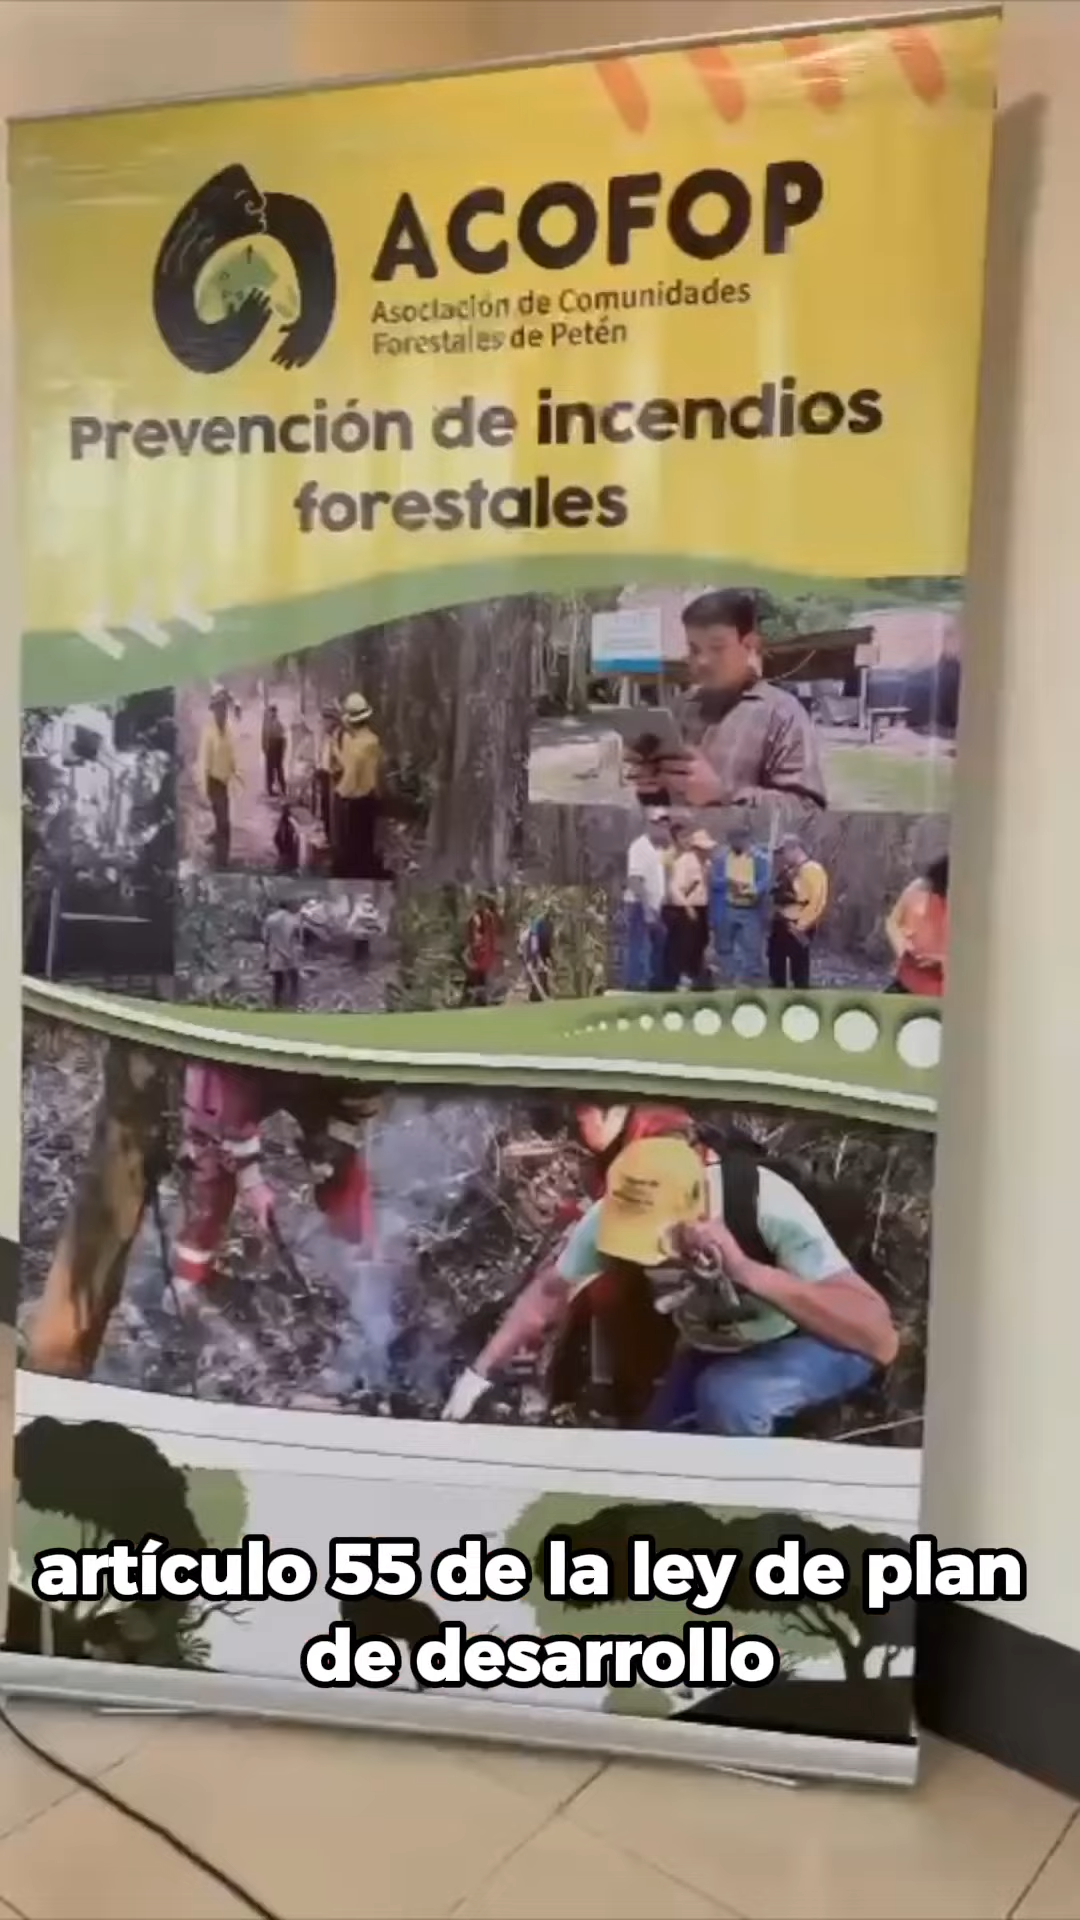 ACOFOP
Asociación de Comunidades
Forestales de Petén
Prevención de incendios
forestales
artículo 55 de la ley de plan
de desarrollo